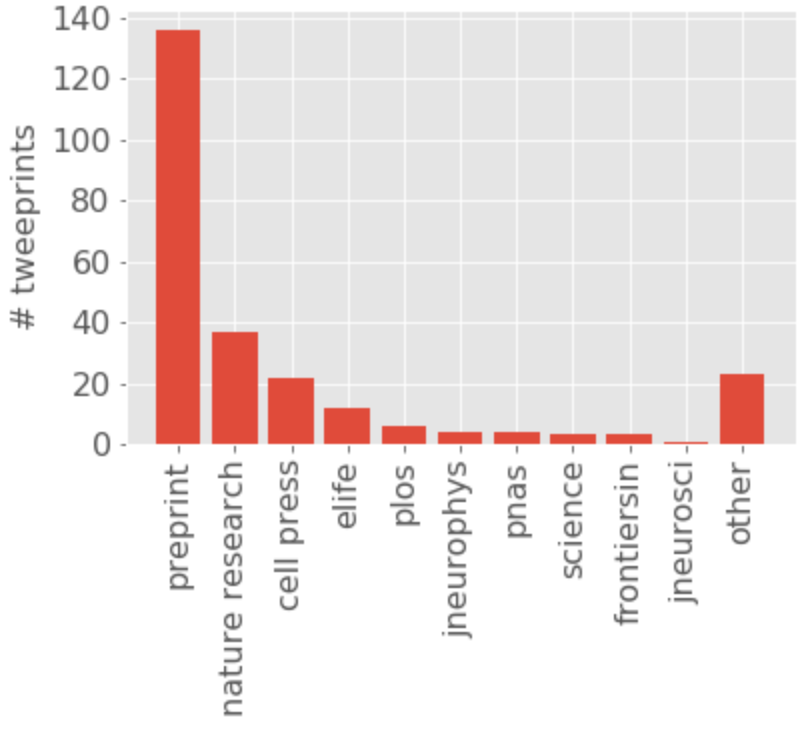 # tweeprints
140
120
100
80
60
40
20
0
preprint
nature research
cell press
elife
plos
jneurophys
pnas
science
frontiersin
jneurosci
other